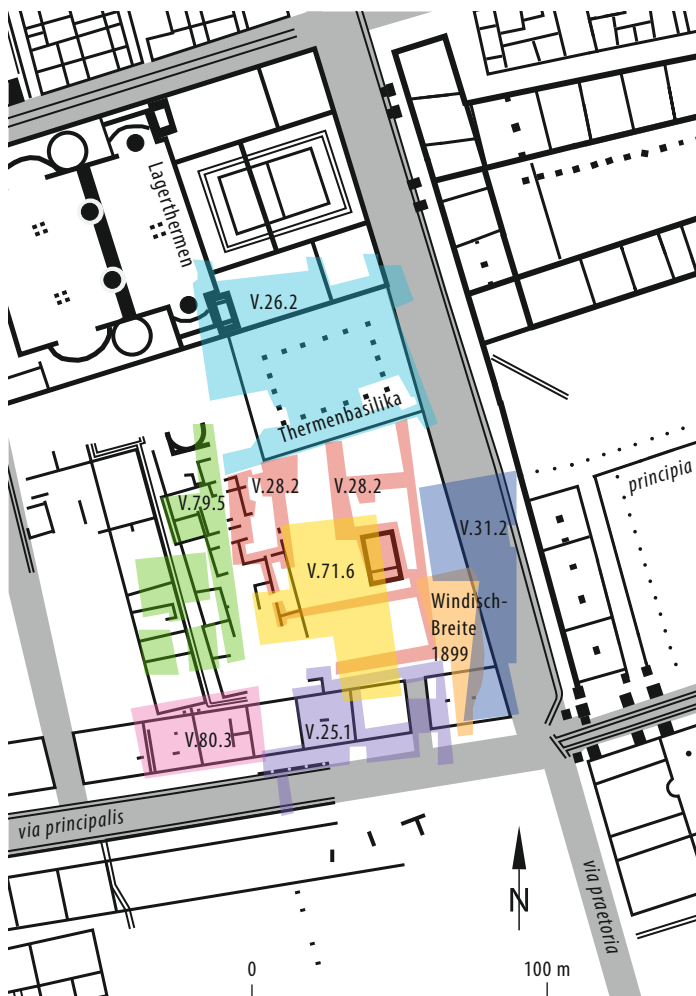 Lagerthermen
V.26.2
Thermenbasilika
principia
V.79.5
V.28.2
V.28.2
V.31.2
V.71.6
Windisch-
Breite
1899
V.80.3
V.25.1
via principalis
via praetoria
N
0
100 m